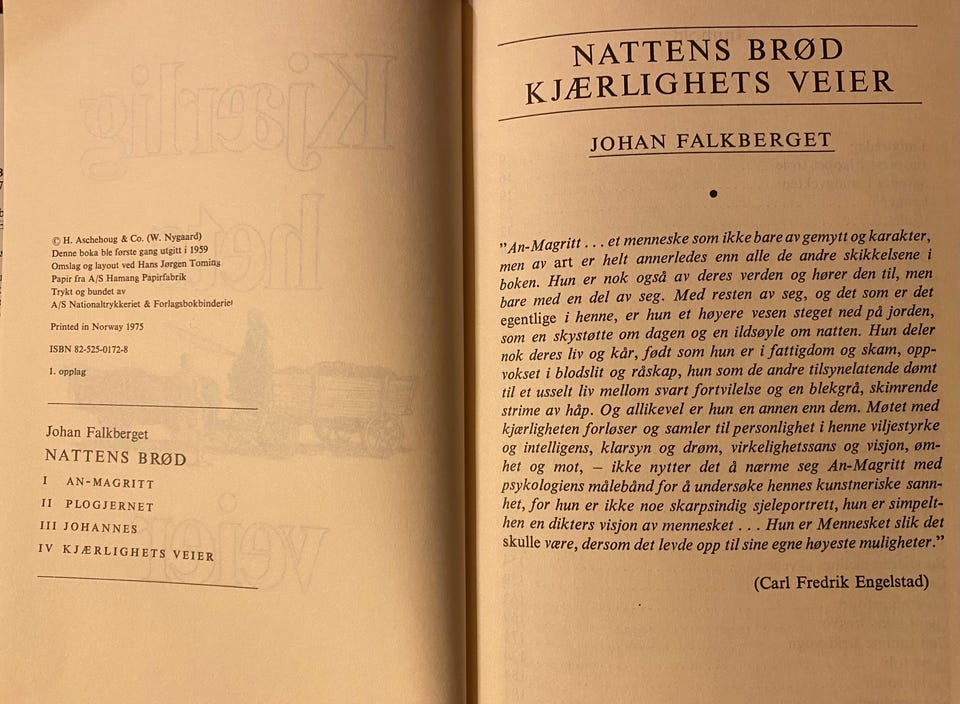 © H. Aschehoug & Co. (W. Nygaard)
Denne boka ble første gang utgitt i 1959
Omslag og layout ved Hans Jørgen Toming
Papir fra A/S Hamang Papirfabrik
Trykt og bundet av
A/S Nationaltrykkeriet & Forlagsbokbinderiet
Printed in Norway 1975
ISBN 82-525-0172-8
1. opplag
Johan Falkberget
NATTENS BRØD
I AN-MAGRITT
II PLOGJERNET
III JOHANNES
IV KJÆRLIGHETS VEIER
NATTENS BRØD
KJÆRLIGHETS VEIER
JOHAN FALKBERGET
”An-Magritt . . . et menneske som ikke bare av gemytt og karakter,
men av art er helt annerledes enn alle de andre skikkelsene i
boken. Hun er nok også av deres verden og hører den til, men
bare med en del av seg. Med resten av seg, og det som er det
egentlige i henne, er hun et høyere vesen steget ned på jorden,
som en skystøtte om dagen og en ildsøyle om natten. Hun deler
nok deres liv og kår, født som hun er i fattigdom og skam, opp-
vokset i blodslit og råskap, hun som de andre tilsynelatende dømt
til et usselt liv mellom svart fortvilelse og en blekgrå, skimrende
strime av håp. Og allikevel er hun en annen enn dem. Møtet med
kjærligheten forløser og samler til personlighet i henne viljestyrke
og intelligens, klarsyn og drøm, virkelighetssans og visjon, øm-
het og mot, – ikke nytter det å nærme seg An-Magritt med
psykologiens målebånd for å undersøke hennes kunstneriske sann-
het, for hun er ikke noe skarpsindig sjeleportrett, hun er simpelt-
hen en dikters visjon av mennesket . . . Hun er Mennesket slik det
skulle være, dersom det levde opp til sine egne høyeste muligheter.”
(Carl Fredrik Engelstad)